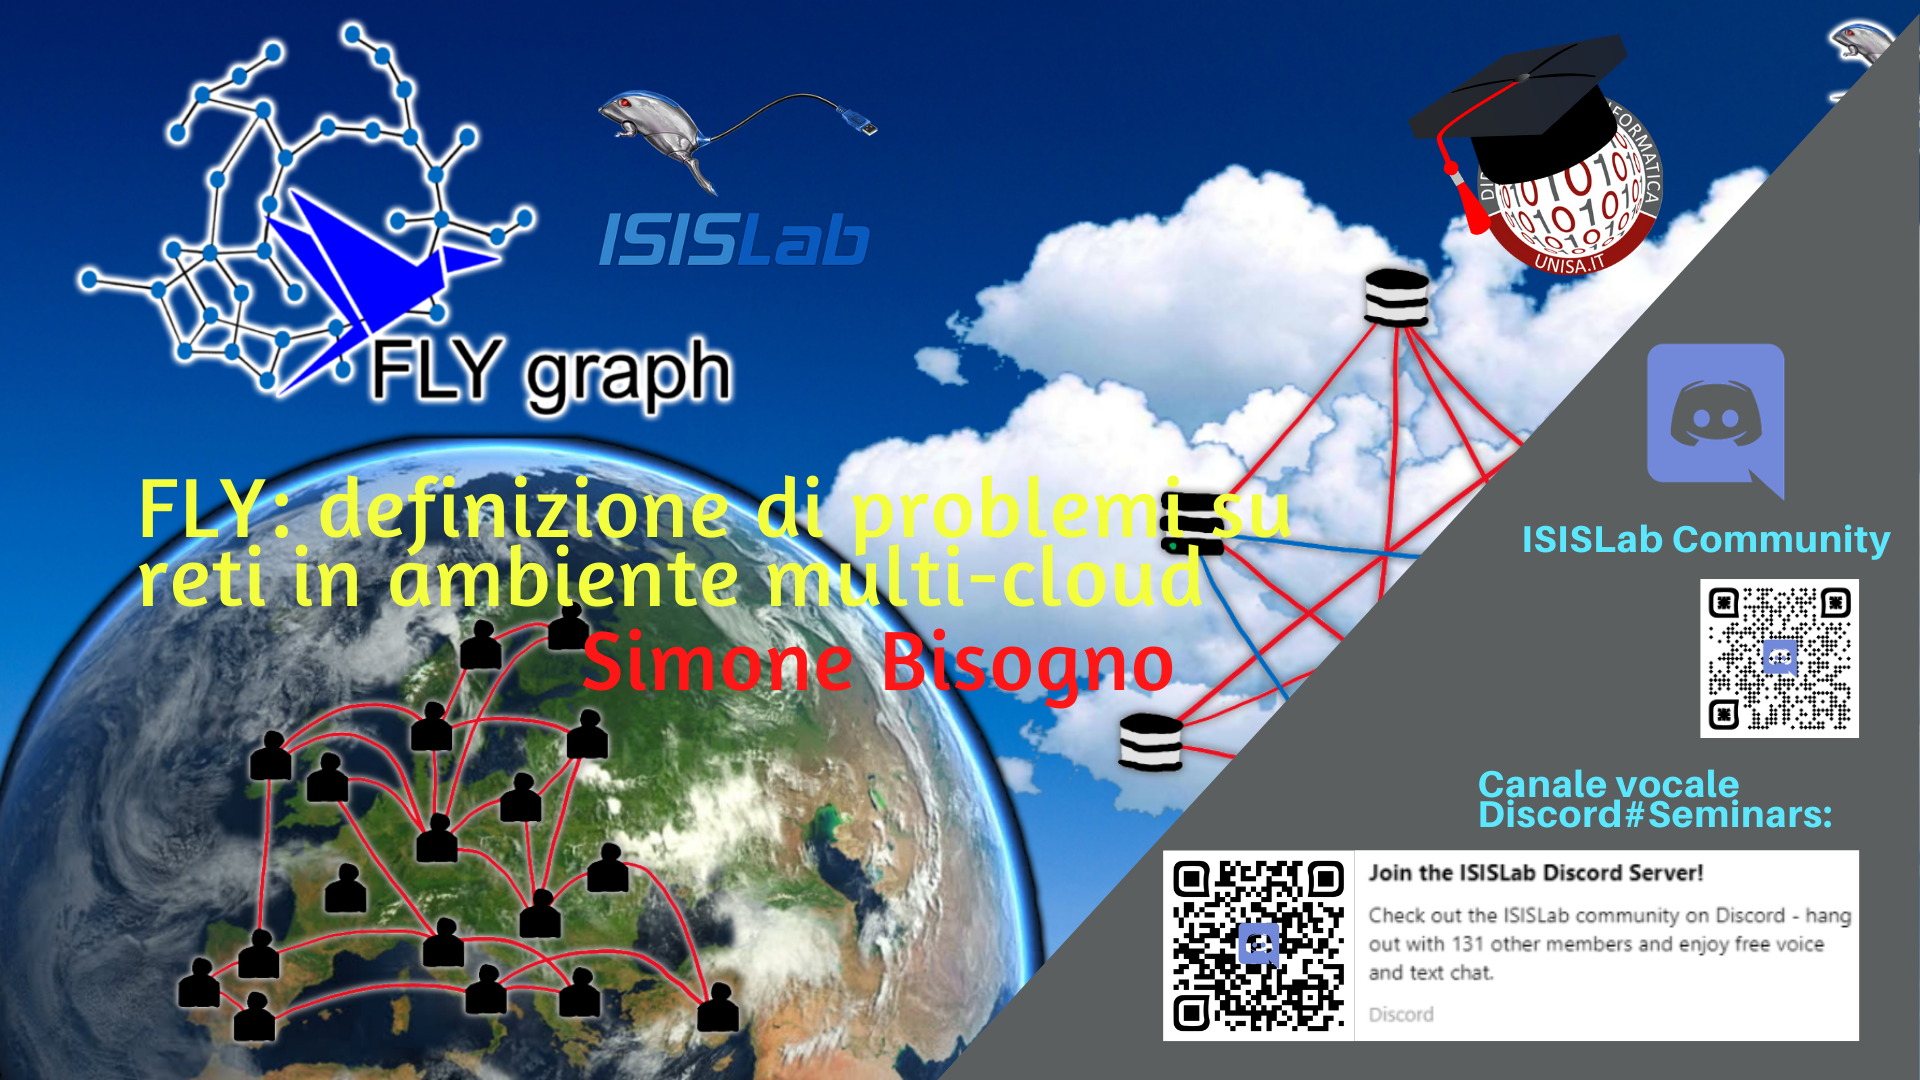 ISISLab
FLY graph
INFORMATICA
UNISA.IT
FLY: definizione di problemi su
reti in ambiente multi-cloud
Simone Bisogno
ISISLab Community
Canale vocale
Discord#Seminars:
Join the ISISLab Discord Server!
Check out the ISISLab community on Discord - hang
out with 131 other members and enjoy free voice
and text chat.
Discord